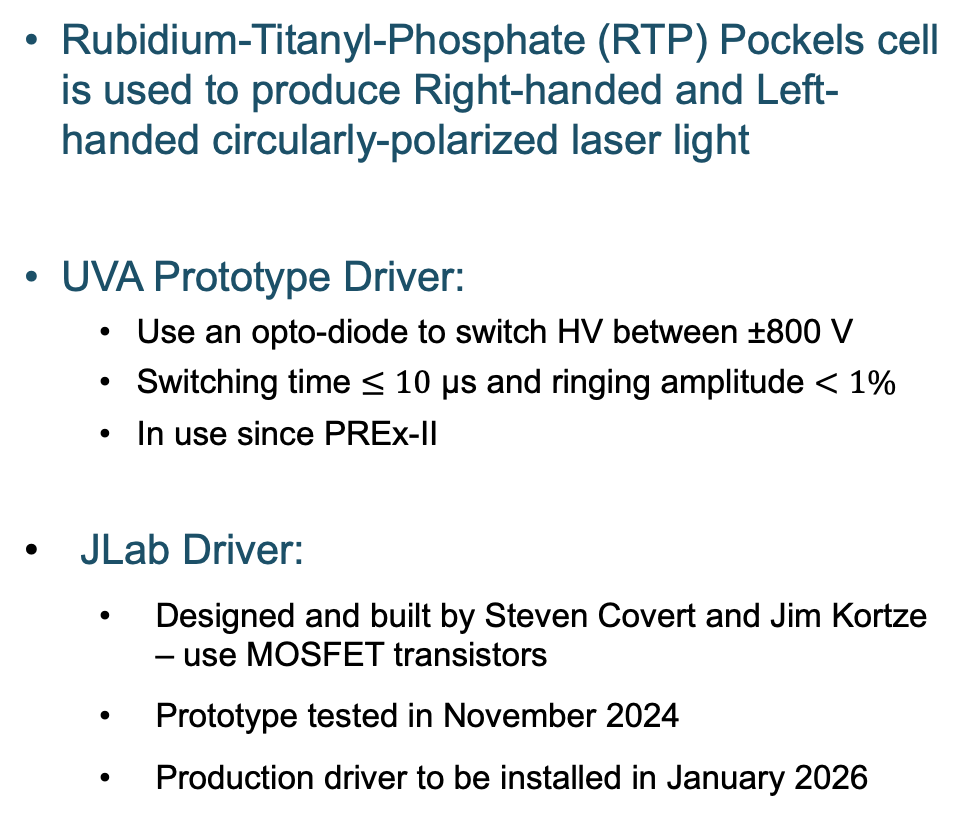 • Rubidium-Titanyl-Phosphate (RTP) Pockels cell
is used to produce Right-handed and Left-
handed circularly-polarized laser light
• UVA Prototype Driver:
• Use an opto-diode to switch HV between ±800 V
• Switching time ≤ 10 μs and ringing amplitude < 1%
• In use since PREx-II
• JLab Driver:
• Designed and built by Steven Covert and Jim Kortze
– use MOSFET transistors
• Prototype tested in November 2024
• Production driver to be installed in January 2026